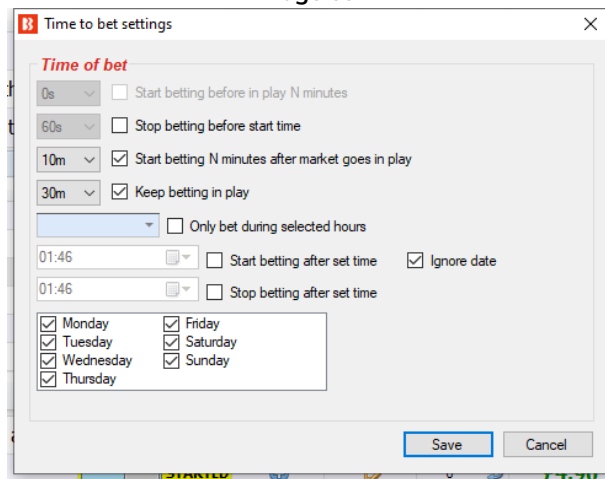 Time to bet settings
Time of bet
0s Start betting before in play N minutes
60s Stop betting before start time
10m Start betting N minutes after market goes in play
30m Keep betting in play
Only bet during selected hours
01:46 Start betting after set time Ignore date
01:46 Stop betting after set time
Monday Friday
Tuesday Saturday
Wednesday Sunday
Thursday
Save Cancel
STARTED